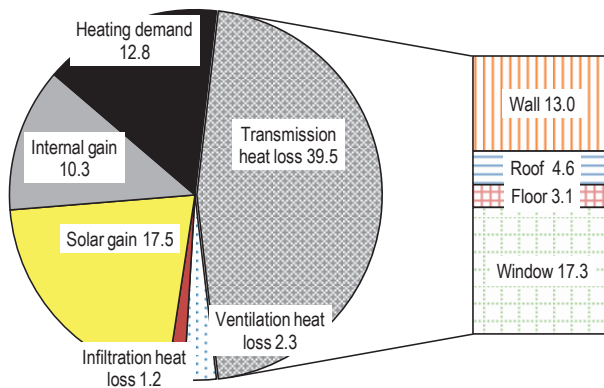 Heating demand
12.8
Internal gain
10.3
Solar gain 17.5
Infiltration heat
loss 1.2
Ventilation heat
loss 2.3
Transmission
heat loss 39.5
Wall 13.0
Roof 4.6
Floor 3.1
Window 17.3